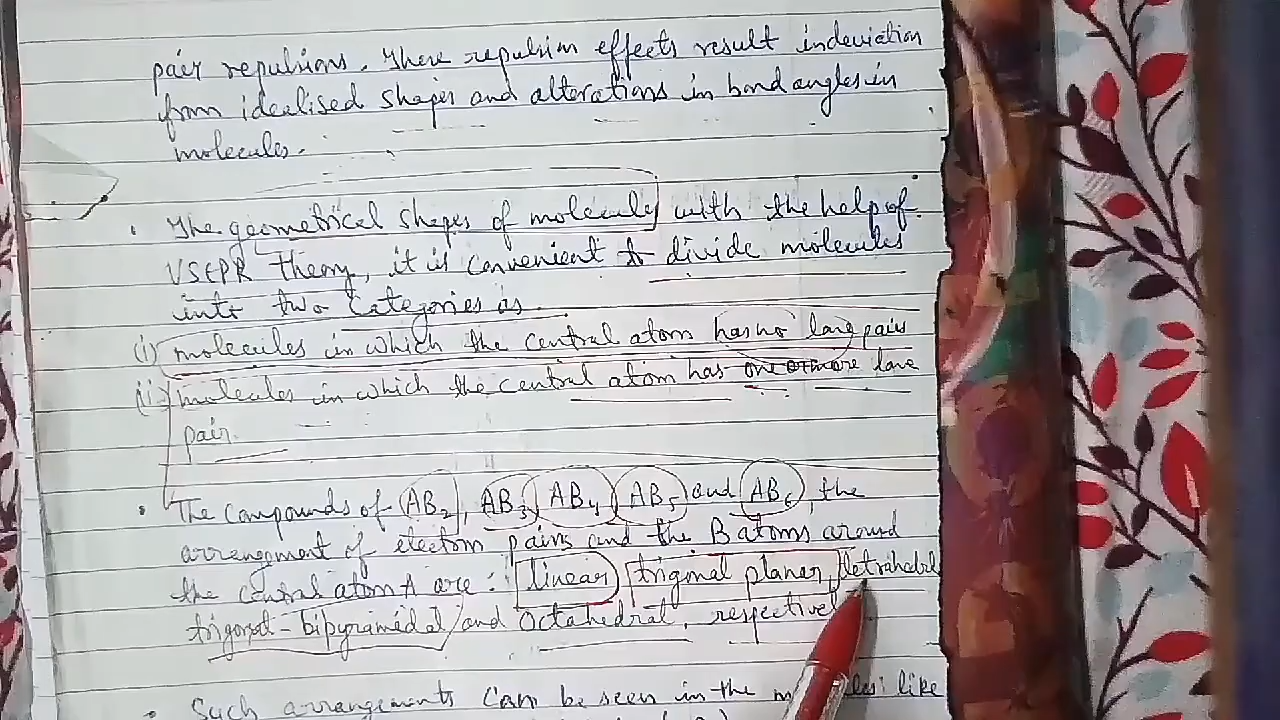 pair repulsions. These repulsion effects result in deviation
from idealised shapes and alterations in bond angles in
molecules.
• The geometrical shapes of molecules with the help of
VSEPR theory, it is convenient to divide molecules
into two categories as.
(i) molecules in which the central atom has no lone pair
(ii) molecules in which the central atom has one or more lone
pair.
• The compounds of AB2, AB3, AB4, AB5 and AB6, the
arrangement of electron pairs and the B atoms around
the central atom A are: linear, trigonal planar, tetrahedral
trigonal-bipyramidal and Octahedral, respectively
• Such arrangements can be seen in the like